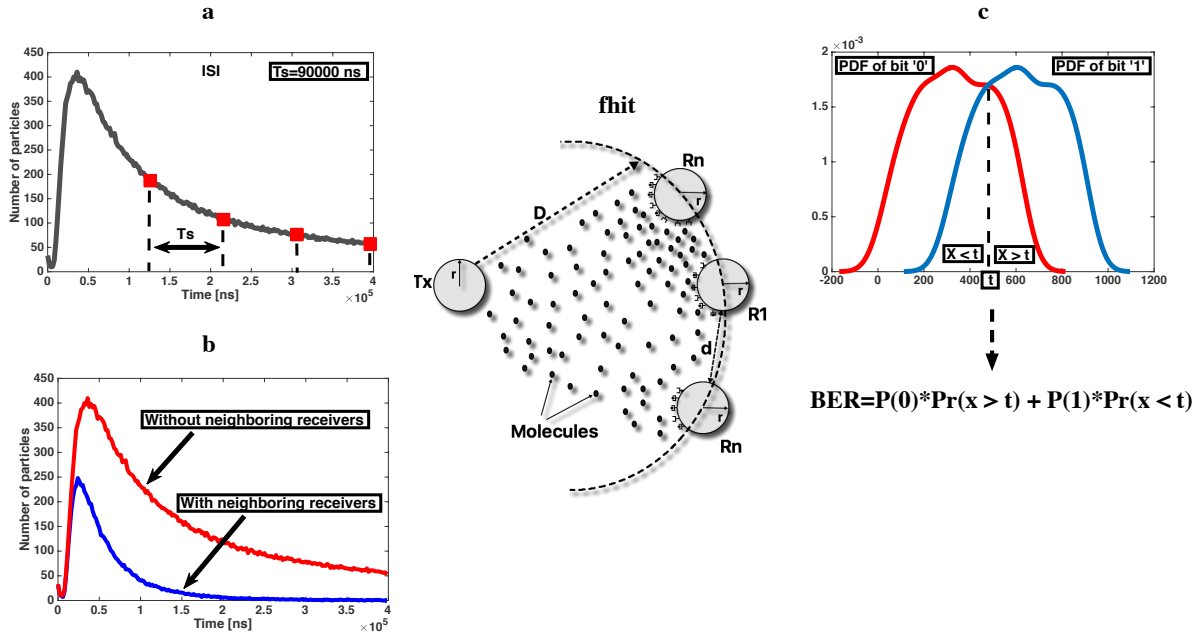 a
450
400
350
300
250
200
150
100
50
0
Number of particles
ISI
Ts=90000 ns
Ts
0 0.5 1 1.5 2 2.5 3 3.5 4
Time [ns]
×10^5
b
450
400
350
300
250
200
150
100
50
0
Number of particles
Without neighboring receivers
With neighboring receivers
0 0.5 1 1.5 2 2.5 3 3.5 4
Time [ns]
×10^5
fhit
Rn
r
D
Tx
r
r
R1
d
r
Rn
Molecules
c
×10^-3
2
1.5
1
0.5
0
PDF of bit '0'
PDF of bit '1'
X < t
X > t
t
-200 0 200 400 600 800 1000 1200
BER=P(0)*Pr(x > t) + P(1)*Pr(x < t)